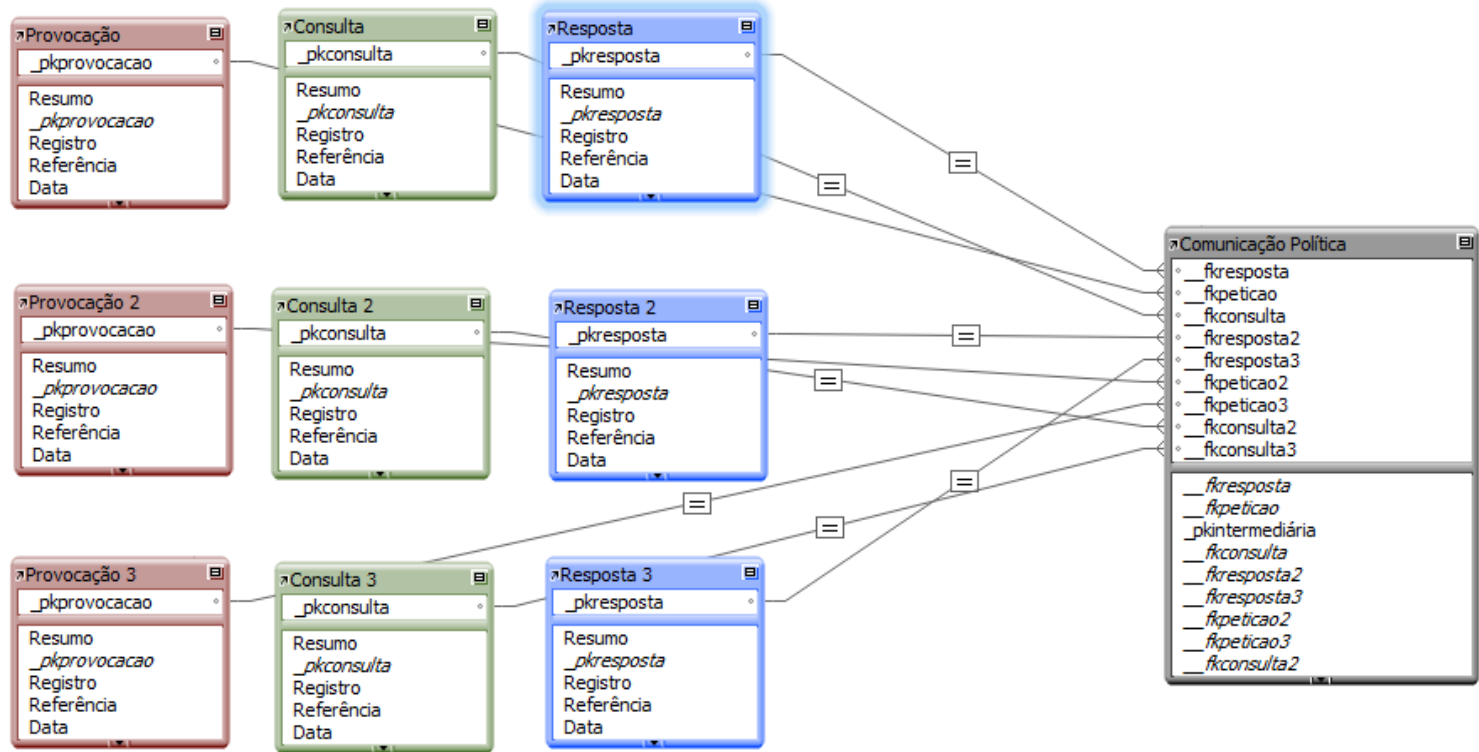 Provocação
_pkprovocacao
Resumo
_pkprovocacao
Registro
Referência
Data
Consulta
_pkconsulta
Resumo
_pkconsulta
Registro
Referência
Data
Resposta
_pkresposta
Resumo
_pkresposta
Registro
Referência
Data
=
=
Provocação 2
_pkprovocacao
Resumo
_pkprovocacao
Registro
Referência
Data
Consulta 2
_pkconsulta
Resumo
_pkconsulta
Registro
Referência
Data
Resposta 2
_pkresposta
Resumo
_pkresposta
Registro
Referência
Data
=
=
Provocação 3
_pkprovocacao
Resumo
_pkprovocacao
Registro
Referência
Data
Consulta 3
_pkconsulta
Resumo
_pkconsulta
Registro
Referência
Data
Resposta 3
_pkresposta
Resumo
_pkresposta
Registro
Referência
Data
=
=
=
Comunicação Política
__fkresposta
__fkpeticao
__fkconsulta
__fkresposta2
__fkresposta3
__fkpeticao2
__fkpeticao3
__fkconsulta2
__fkconsulta3
__fkresposta
__fkpeticao
_pkintermediária
__fkconsulta
__fkresposta2
__fkresposta3
__fkpeticao2
__fkpeticao3
__fkconsulta2